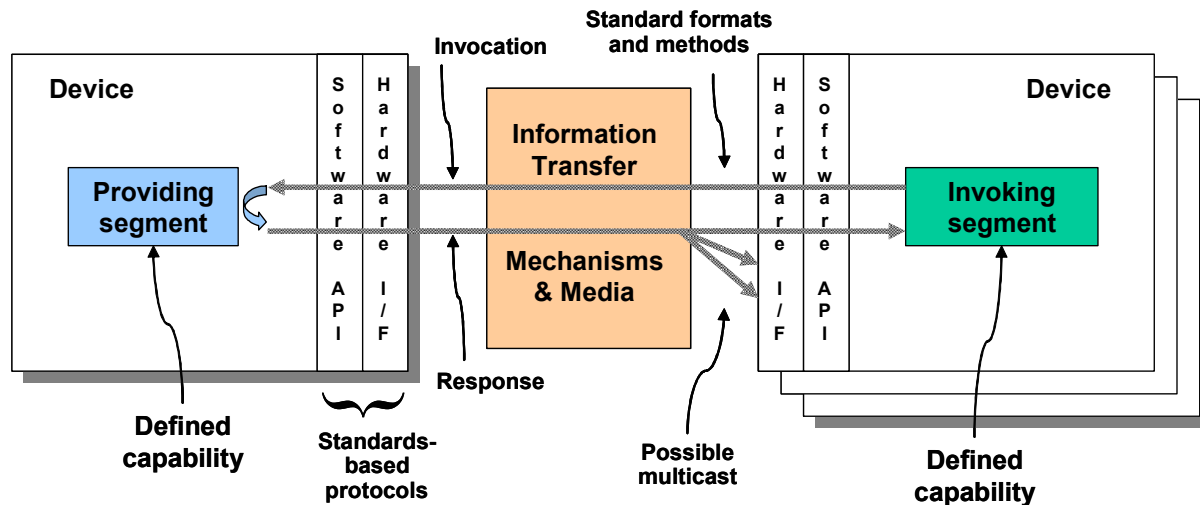 Invocation
Standard formats
and methods
Device
Software API
Hardware I/F
Information
Transfer
Mechanisms
& Media
Hardware I/F
Software API
Device
Providing
segment
Invoking
segment
Response
Defined
capability
Standards-
based
protocols
Possible
multicast
Defined
capability